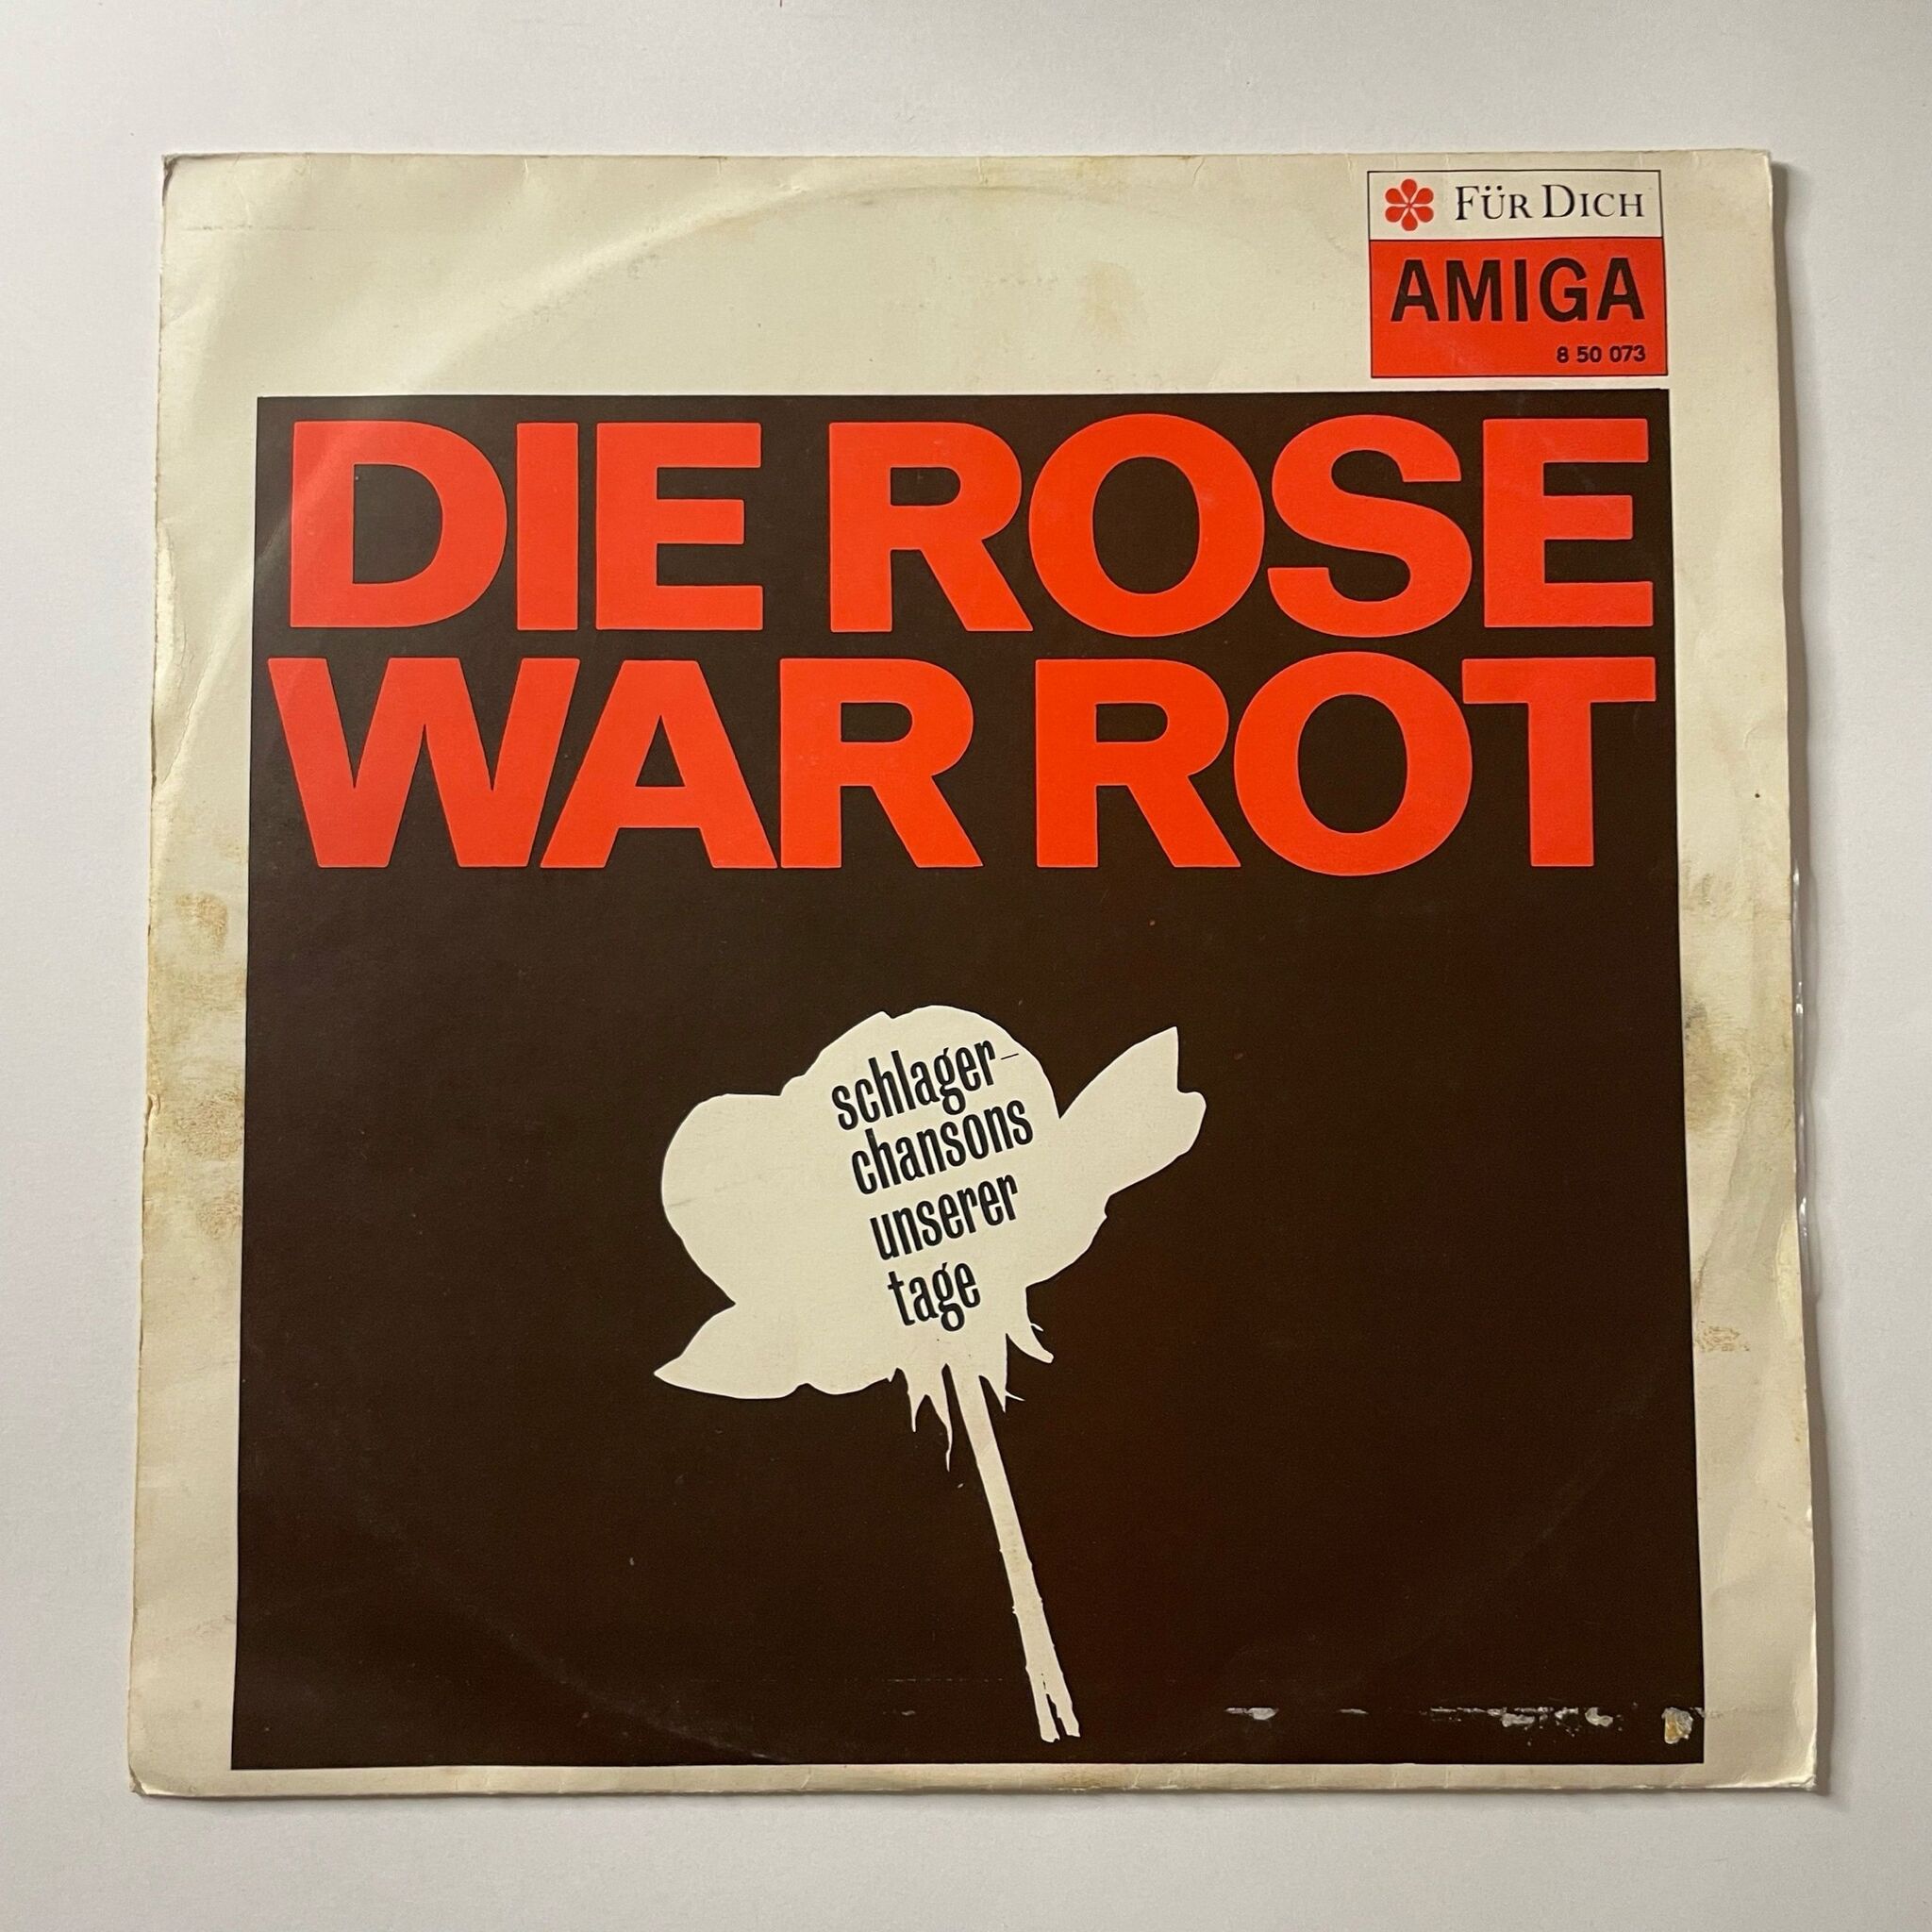 FÜR DICH
AMIGA
8 50 073
DIE ROSE
WAR ROT
schlager-
chansons
unserer
tage